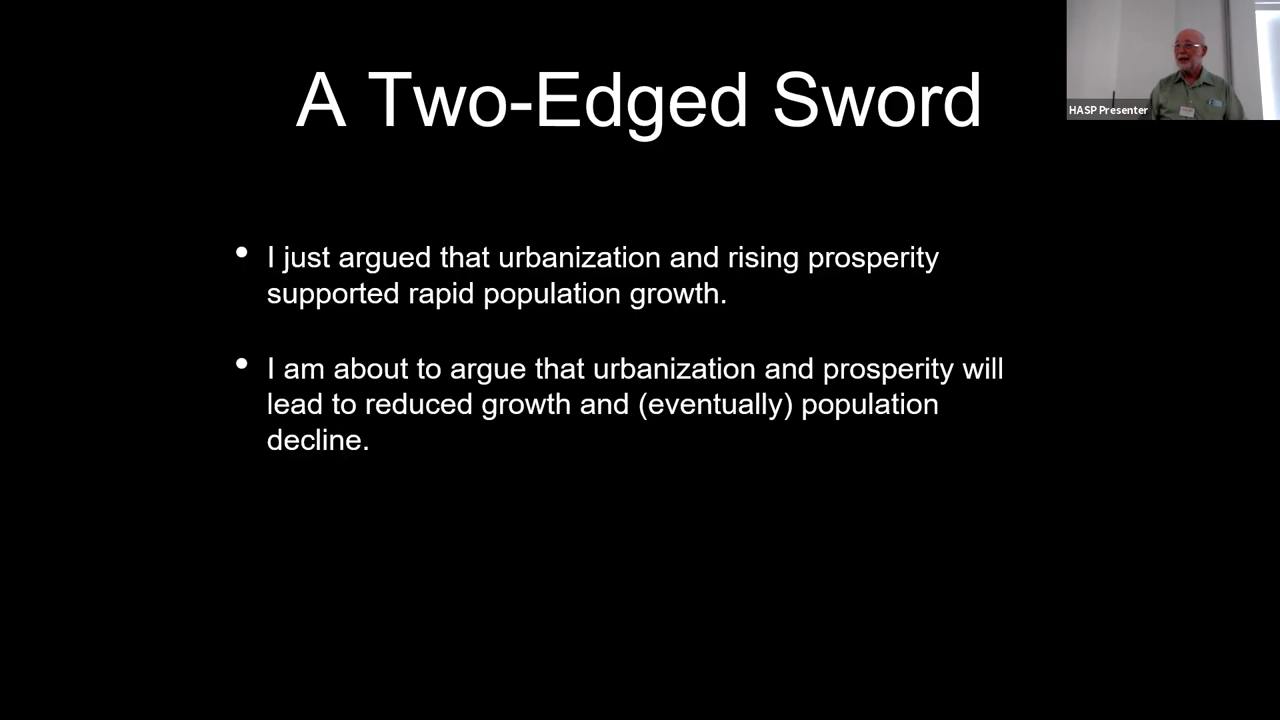 A Two-Edged Sword
HASP Presenter
• I just argued that urbanization and rising prosperity
supported rapid population growth.
• I am about to argue that urbanization and prosperity will
lead to reduced growth and (eventually) population
decline.